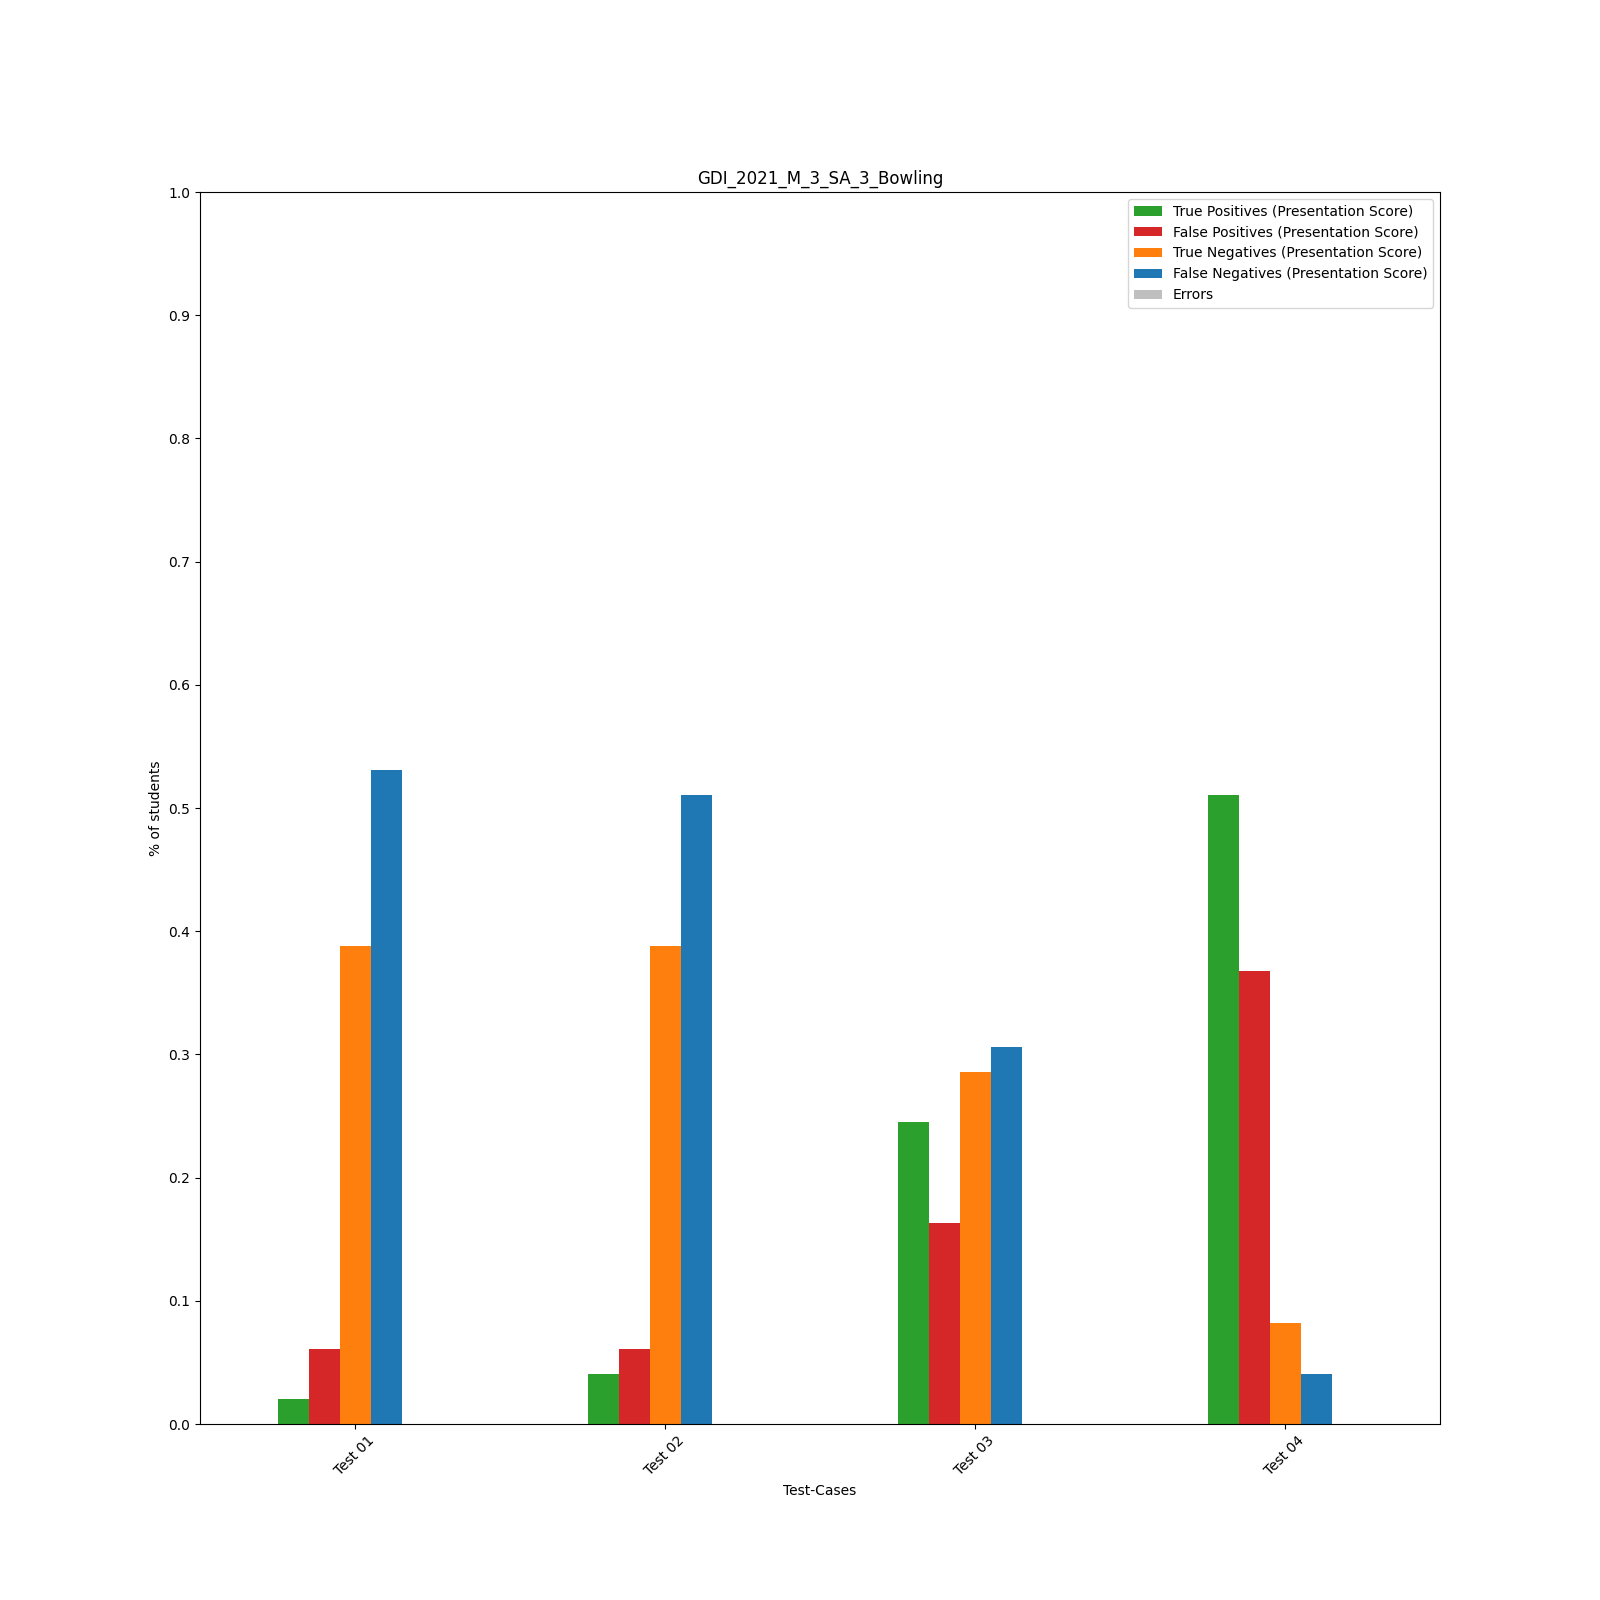 GDI_2021_M_3_SA_3_Bowling
True Positives (Presentation Score)
False Positives (Presentation Score)
True Negatives (Presentation Score)
False Negatives (Presentation Score)
Errors
1.0
0.9
0.8
0.7
0.6
0.5
0.4
0.3
0.2
0.1
0.0
% of students
Test 01
Test 02
Test 03
Test 04
Test-Cases